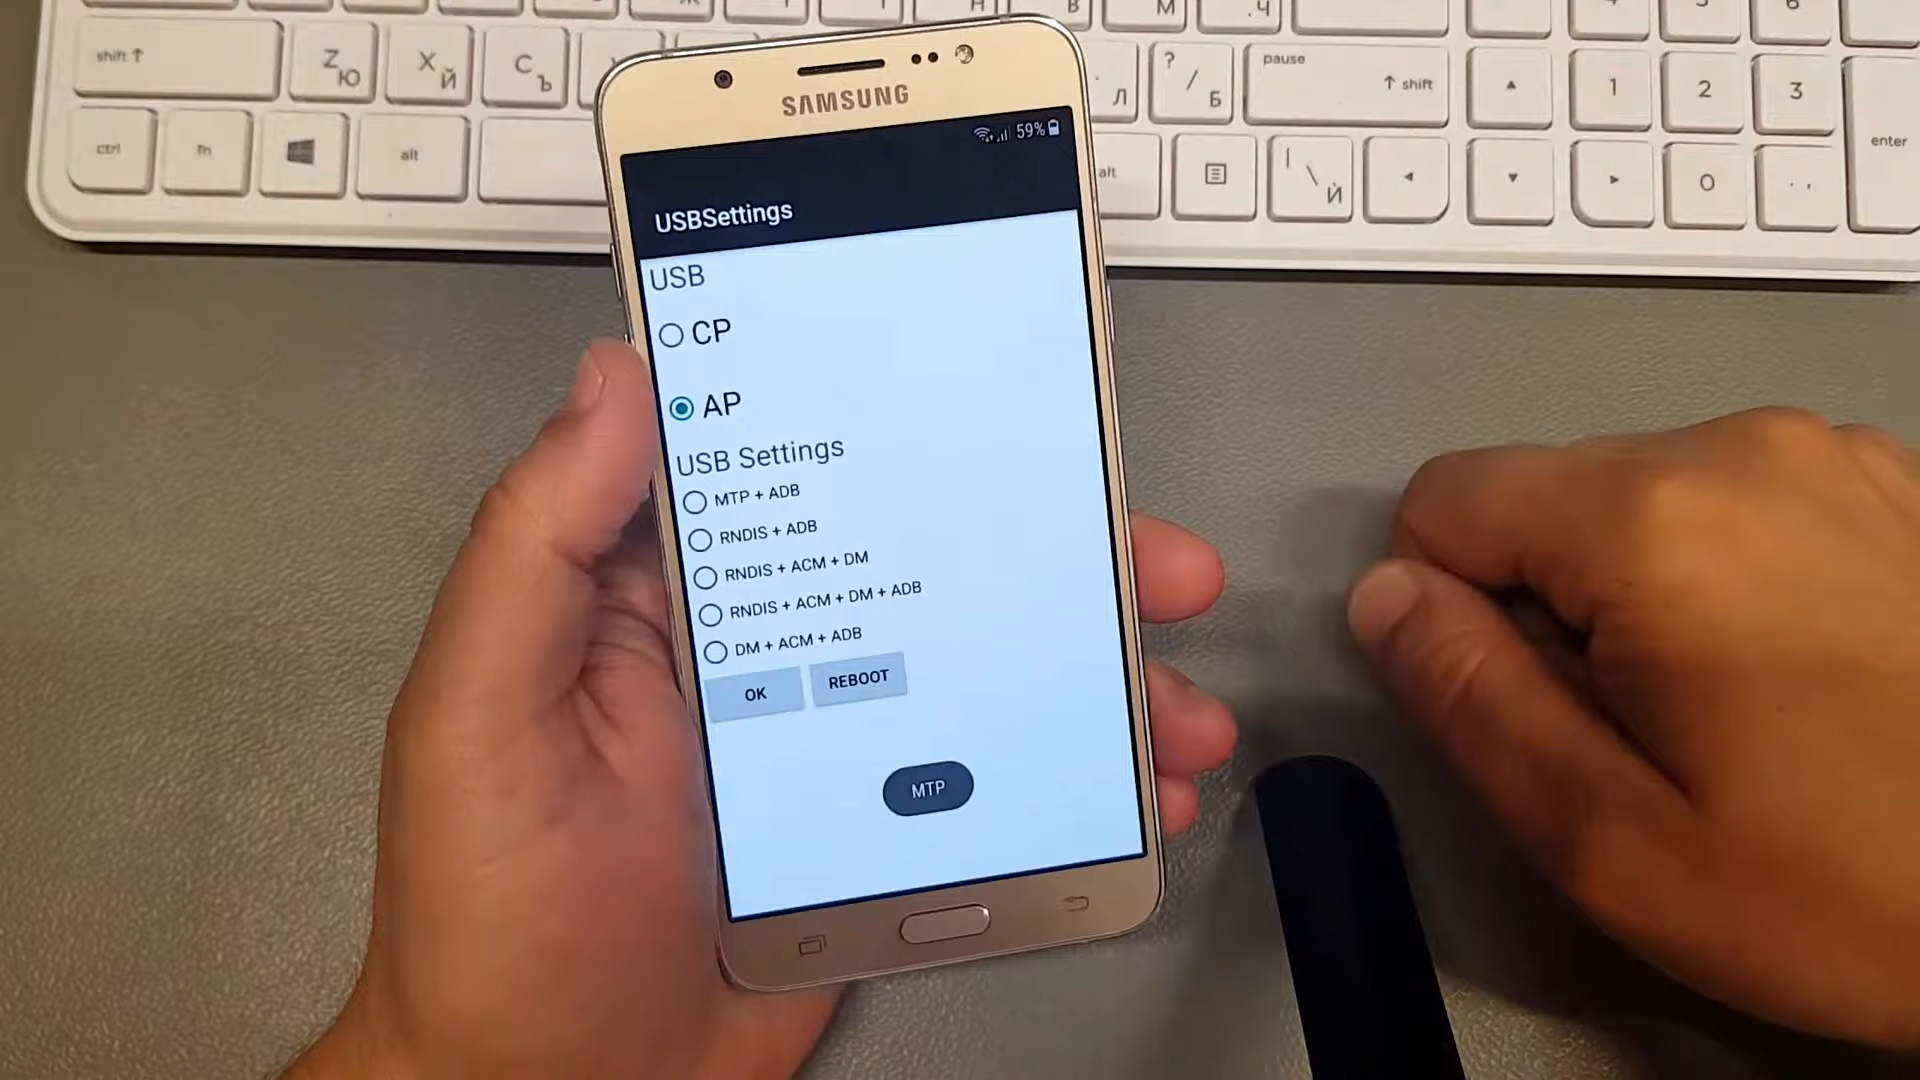 shift ↑
Z Ю
X Й
C Ъ
Н
В
М
.Ч
Л
? / Б
pause
↑ shift
1
2
3
ctrl
fn
alt
alt
| \ Й
0
. ,
enter
SAMSUNG
59%
USBSettings
USB
CP
AP
USB Settings
MTP + ADB
RNDIS + ADB
RNDIS + ACM + DM
RNDIS + ACM + DM + ADB
DM + ACM + ADB
OK
REBOOT
MTP